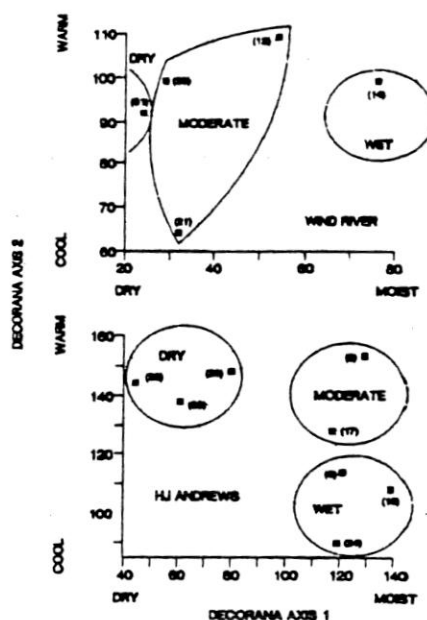 WARM
110
(12)
DRY
100
90
MODERATE
(14)
80
WET
70
(21)
WIND RIVER
60
COOL
20 40 60 80
DRY MOIST
DECORANA AXIS 2
WARM
160
DRY
140
MODERATE
(17)
120
HJ ANDREWS
WET
100
COOL
40 60 80 100 120 140
DRY MOIST
DECORANA AXIS 1